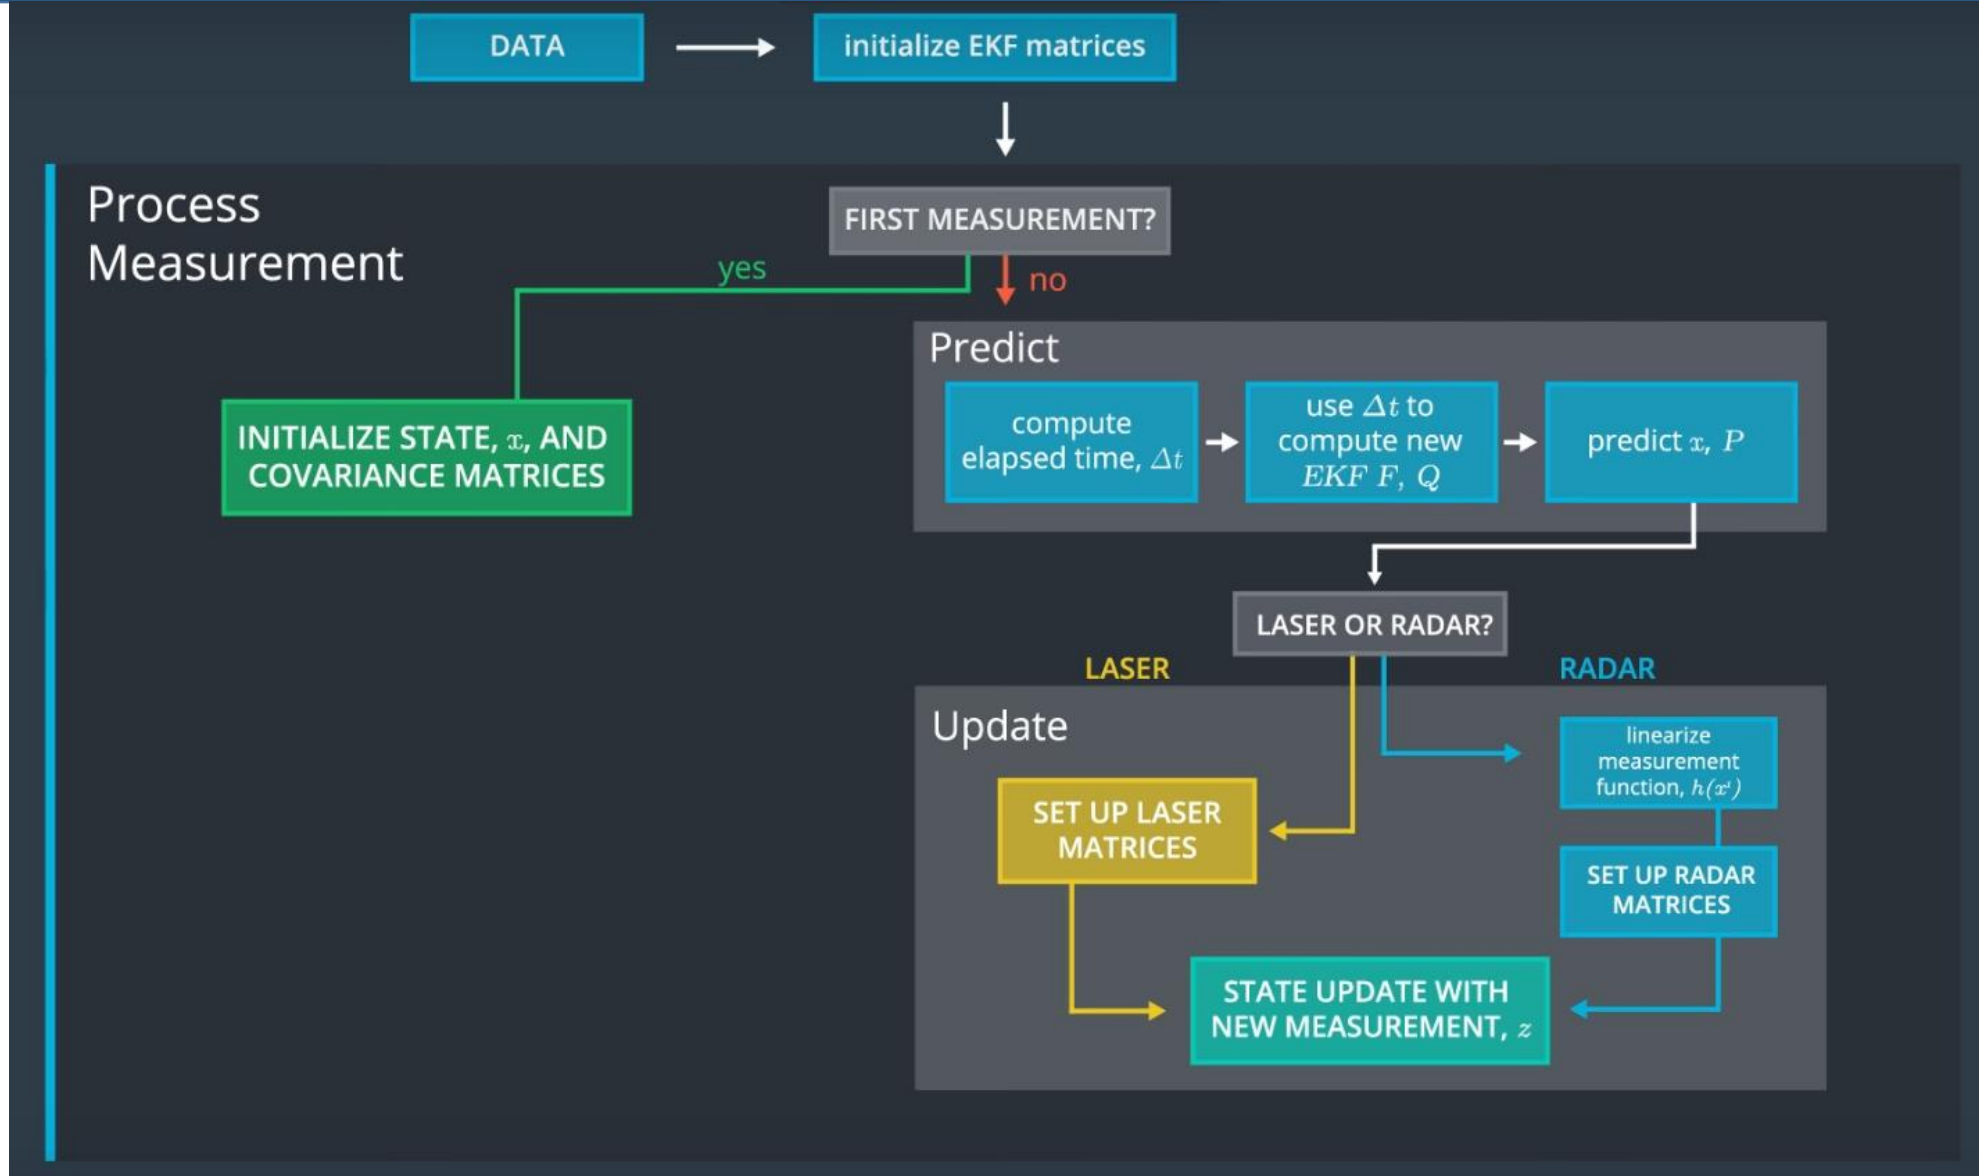 DATA
initialize EKF matrices
Process
Measurement
FIRST MEASUREMENT?
yes
no
INITIALIZE STATE, x, AND
COVARIANCE MATRICES
Predict
compute
elapsed time, Δt
use Δt to
compute new
EKF F, Q
predict x, P
LASER OR RADAR?
LASER
RADAR
Update
linearize
measurement
function, h(x')
SET UP LASER
MATRICES
SET UP RADAR
MATRICES
STATE UPDATE WITH
NEW MEASUREMENT, z